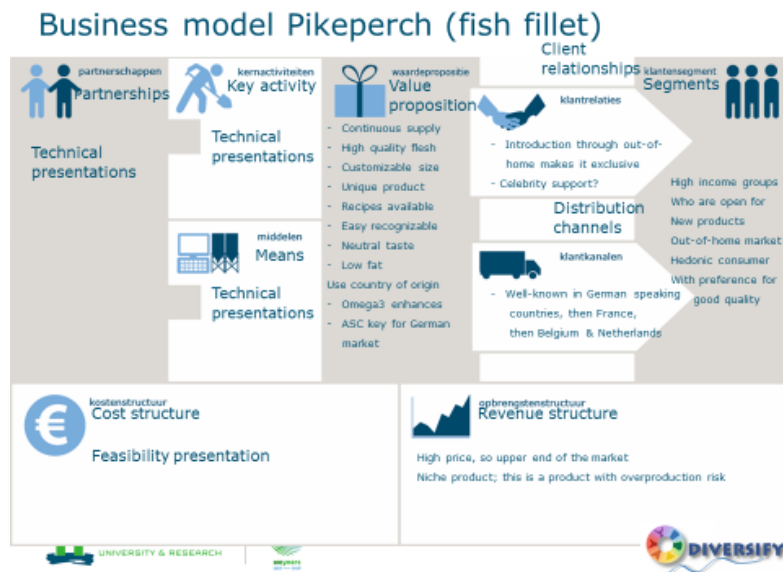 Business model Pikeperch (fish fillet)
partnerschappen
Partnerships
Technical
presentations
kernactiviteiten
Key activity
Technical
presentations
middelen
Means
Technical
presentations
waardepropositie
Value
proposition
- Continuous supply
- High quality flesh
- Customizable size
- Unique product
- Recipes available
- Easy recognizable
- Neutral taste
- Low fat
Use country of origin
- Omega3 enhances
- ASC key for German
market
Client
relationships
klantrelaties
- Introduction through out-of-
home makes it exclusive
- Celebrity support?
Distribution
channels
klantkanalen
- Well-known in German speaking
countries, then France,
then Belgium & Netherlands
klantensegment
Segments
High income groups
Who are open for
New products
Out-of-home market
Hedonic consumer
With preference for
good quality
kostenstructuur
Cost structure
€
Feasibility presentation
opbrengstenstructuur
Revenue structure
High price, so upper end of the market
Niche product; this is a product with overproduction risk
UNIVERSITY & RESEARCH
DIVERSIFY